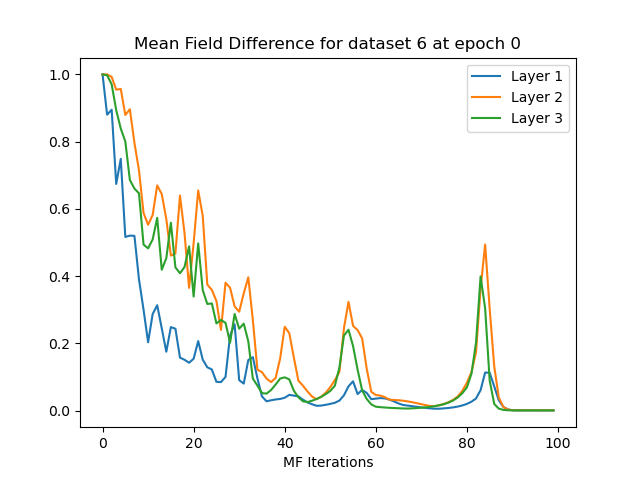 Mean Field Difference for dataset 6 at epoch 0
Layer 1
Layer 2
Layer 3
1.0
0.8
0.6
0.4
0.2
0.0
0 20 40 60 80 100
MF Iterations